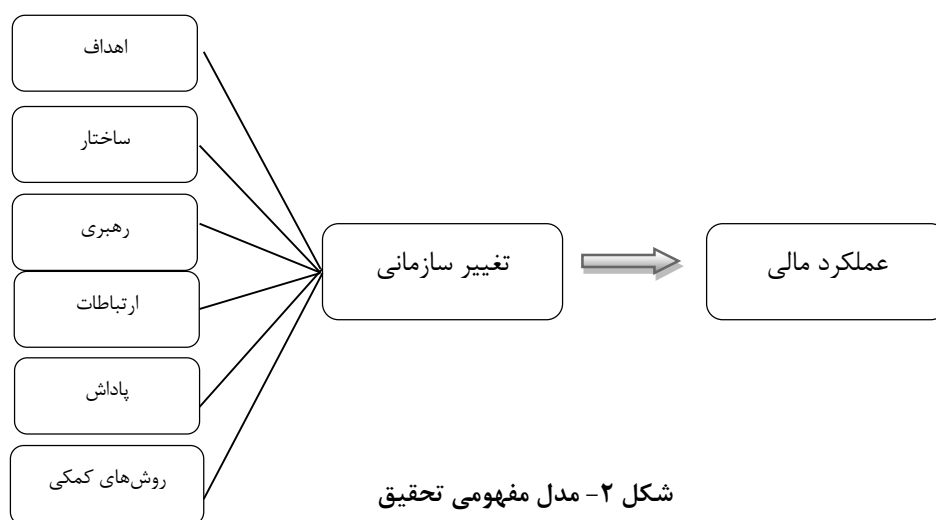 اهداف
ساختار
رهبری
ارتباطات
پاداش
روش‌های کمکی
تغییر سازمانی
عملکرد مالی
شکل ۲- مدل مفهومی تحقیق